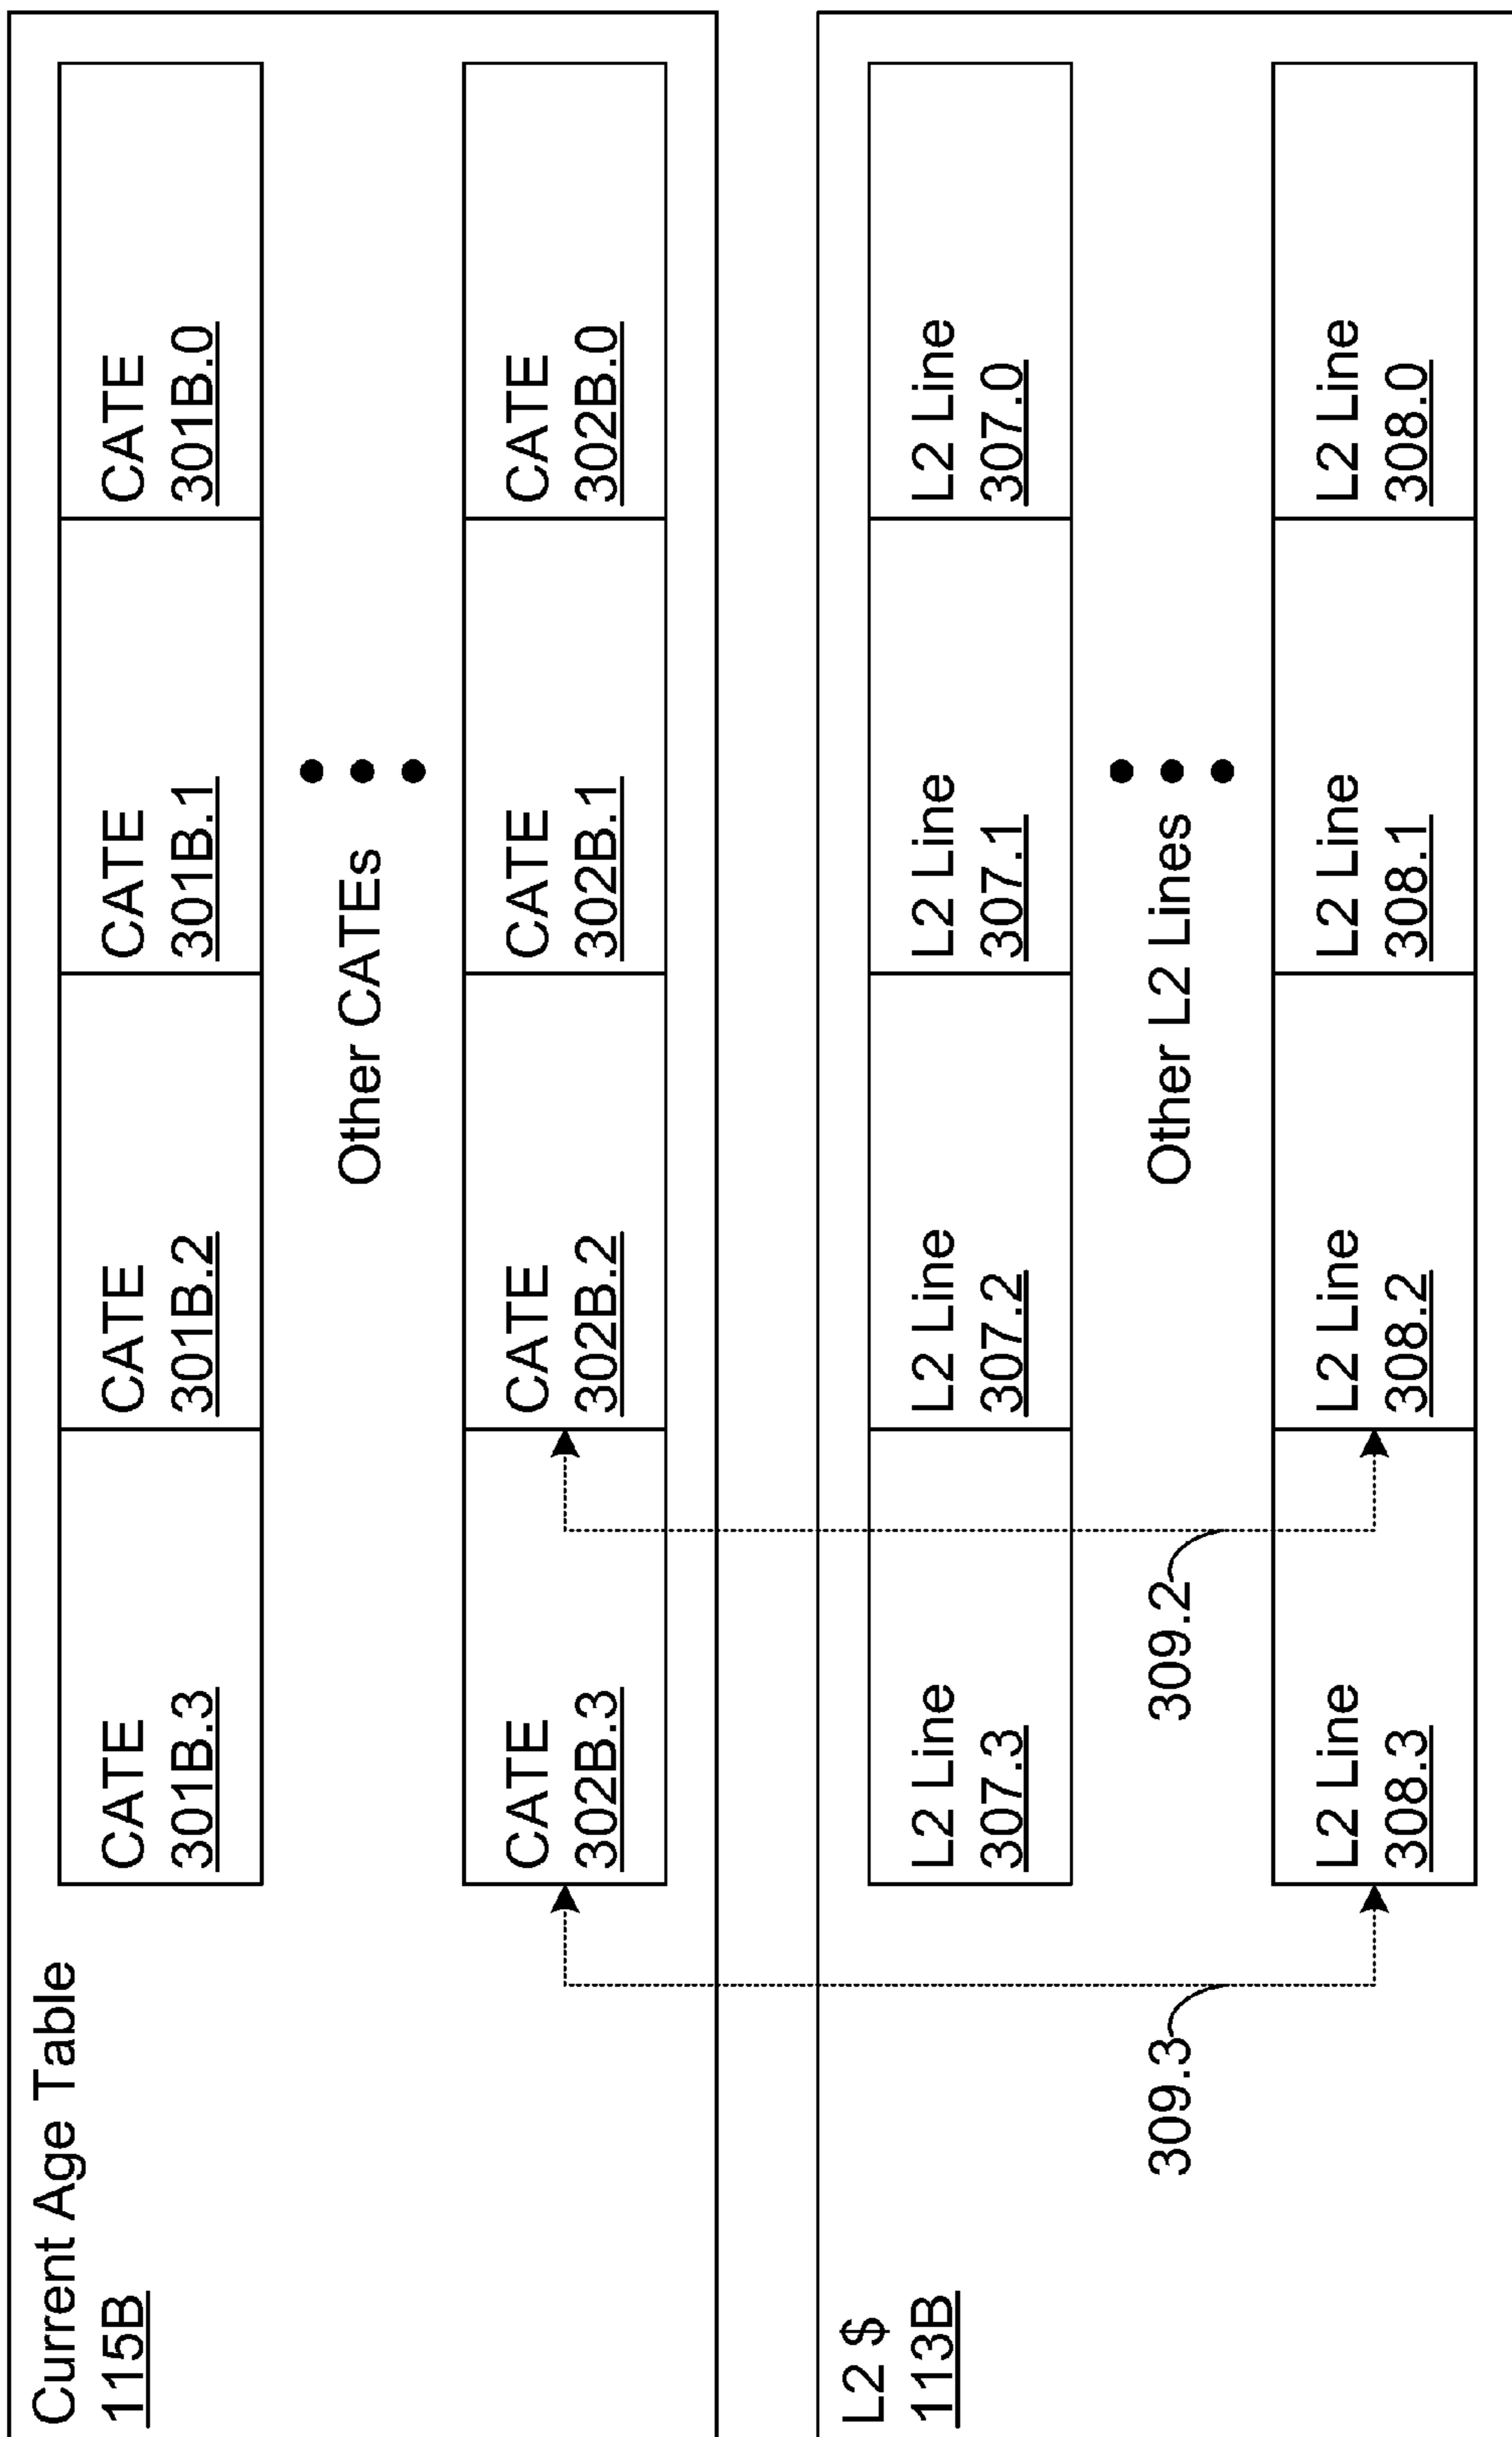 Current Age Table
115B
CATE
301B.3
CATE
301B.2
CATE
301B.1
CATE
301B.0
Other CATEs
CATE
302B.3
CATE
302B.2
CATE
302B.1
CATE
302B.0
L2 $
113B
L2 Line
307.3
L2 Line
307.2
L2 Line
307.1
L2 Line
307.0
309.3
309.2
Other L2 Lines
L2 Line
308.3
L2 Line
308.2
L2 Line
308.1
L2 Line
308.0